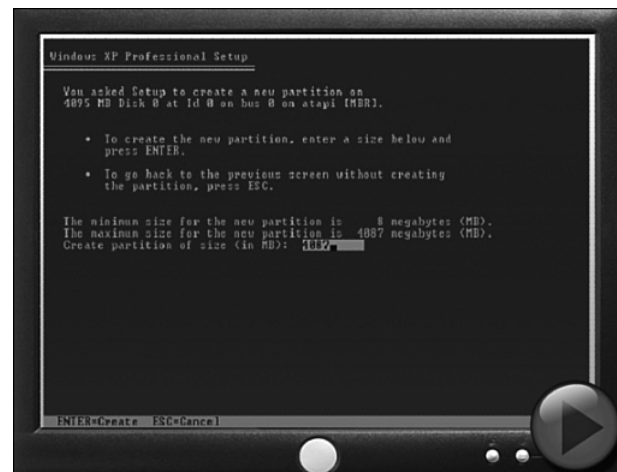 Windows XP Professional Setup
You asked Setup to create a new partition on
4095 MB Disk 0 at Id 0 on bus 0 on atapi [MBR].
• To create the new partition, enter a size below and
press ENTER.
• To go back to the previous screen without creating
the partition, press ESC.
The minimum size for the new partition is 8 megabytes (MB).
The maximum size for the new partition is 4087 megabytes (MB).
Create partition of size (in MB): 4087
ENTER=Create ESC=Cancel